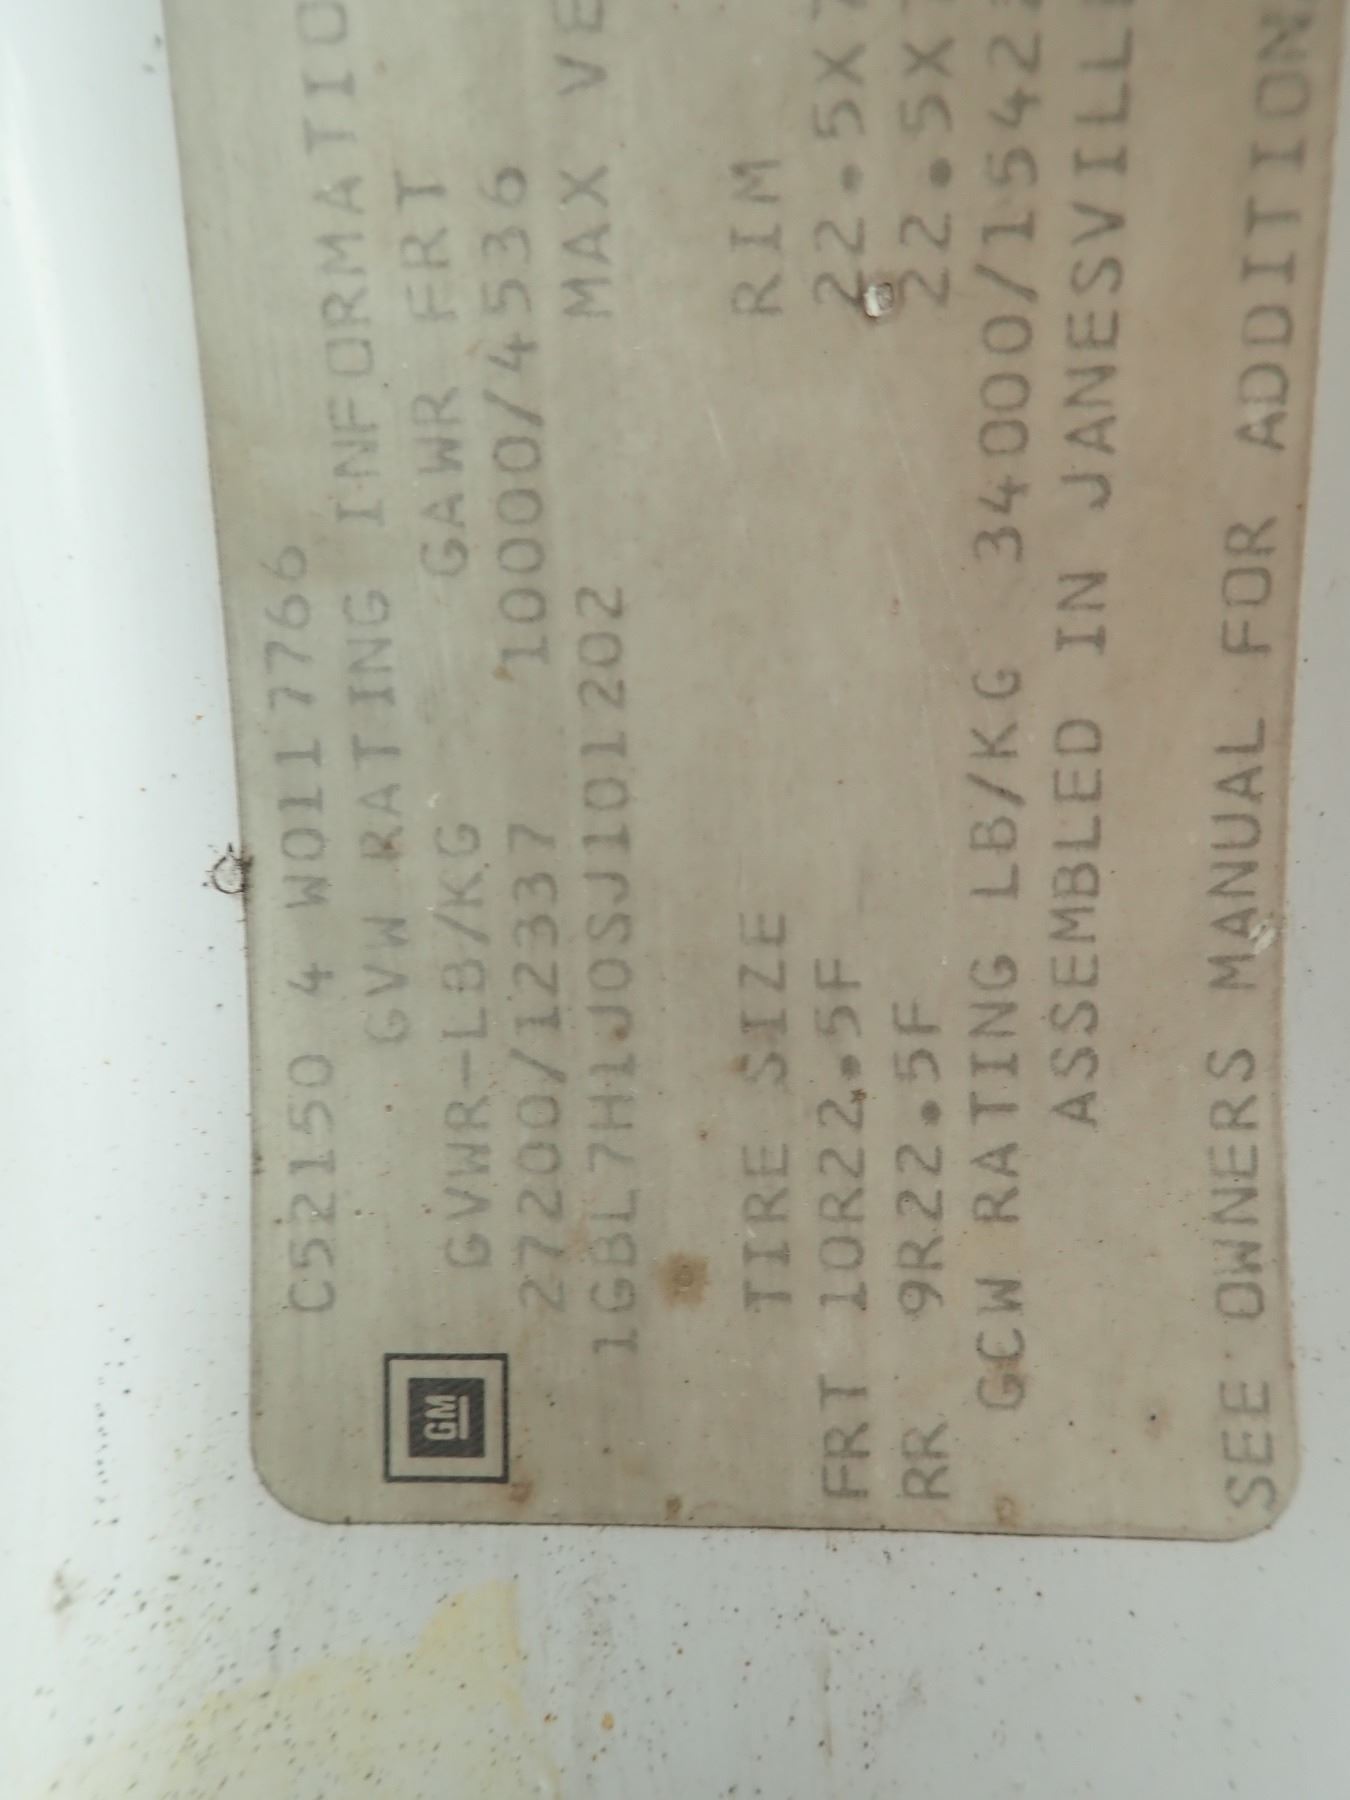 C52150 4 W0117766
GVW RATING INFORMATIO
GM
GVWR-LB/KG GAWR FRT
27200/12337 10000/4536
1GBL7H1J0SJ101202 MAX VE
TIRE SIZE RIM
FRT 10R22.5F 22.5X
RR 9R22.5F 22.5X
GCW RATING LB/KG 34000/1542
ASSEMBLED IN JANESVILL
SEE OWNERS MANUAL FOR ADDITION